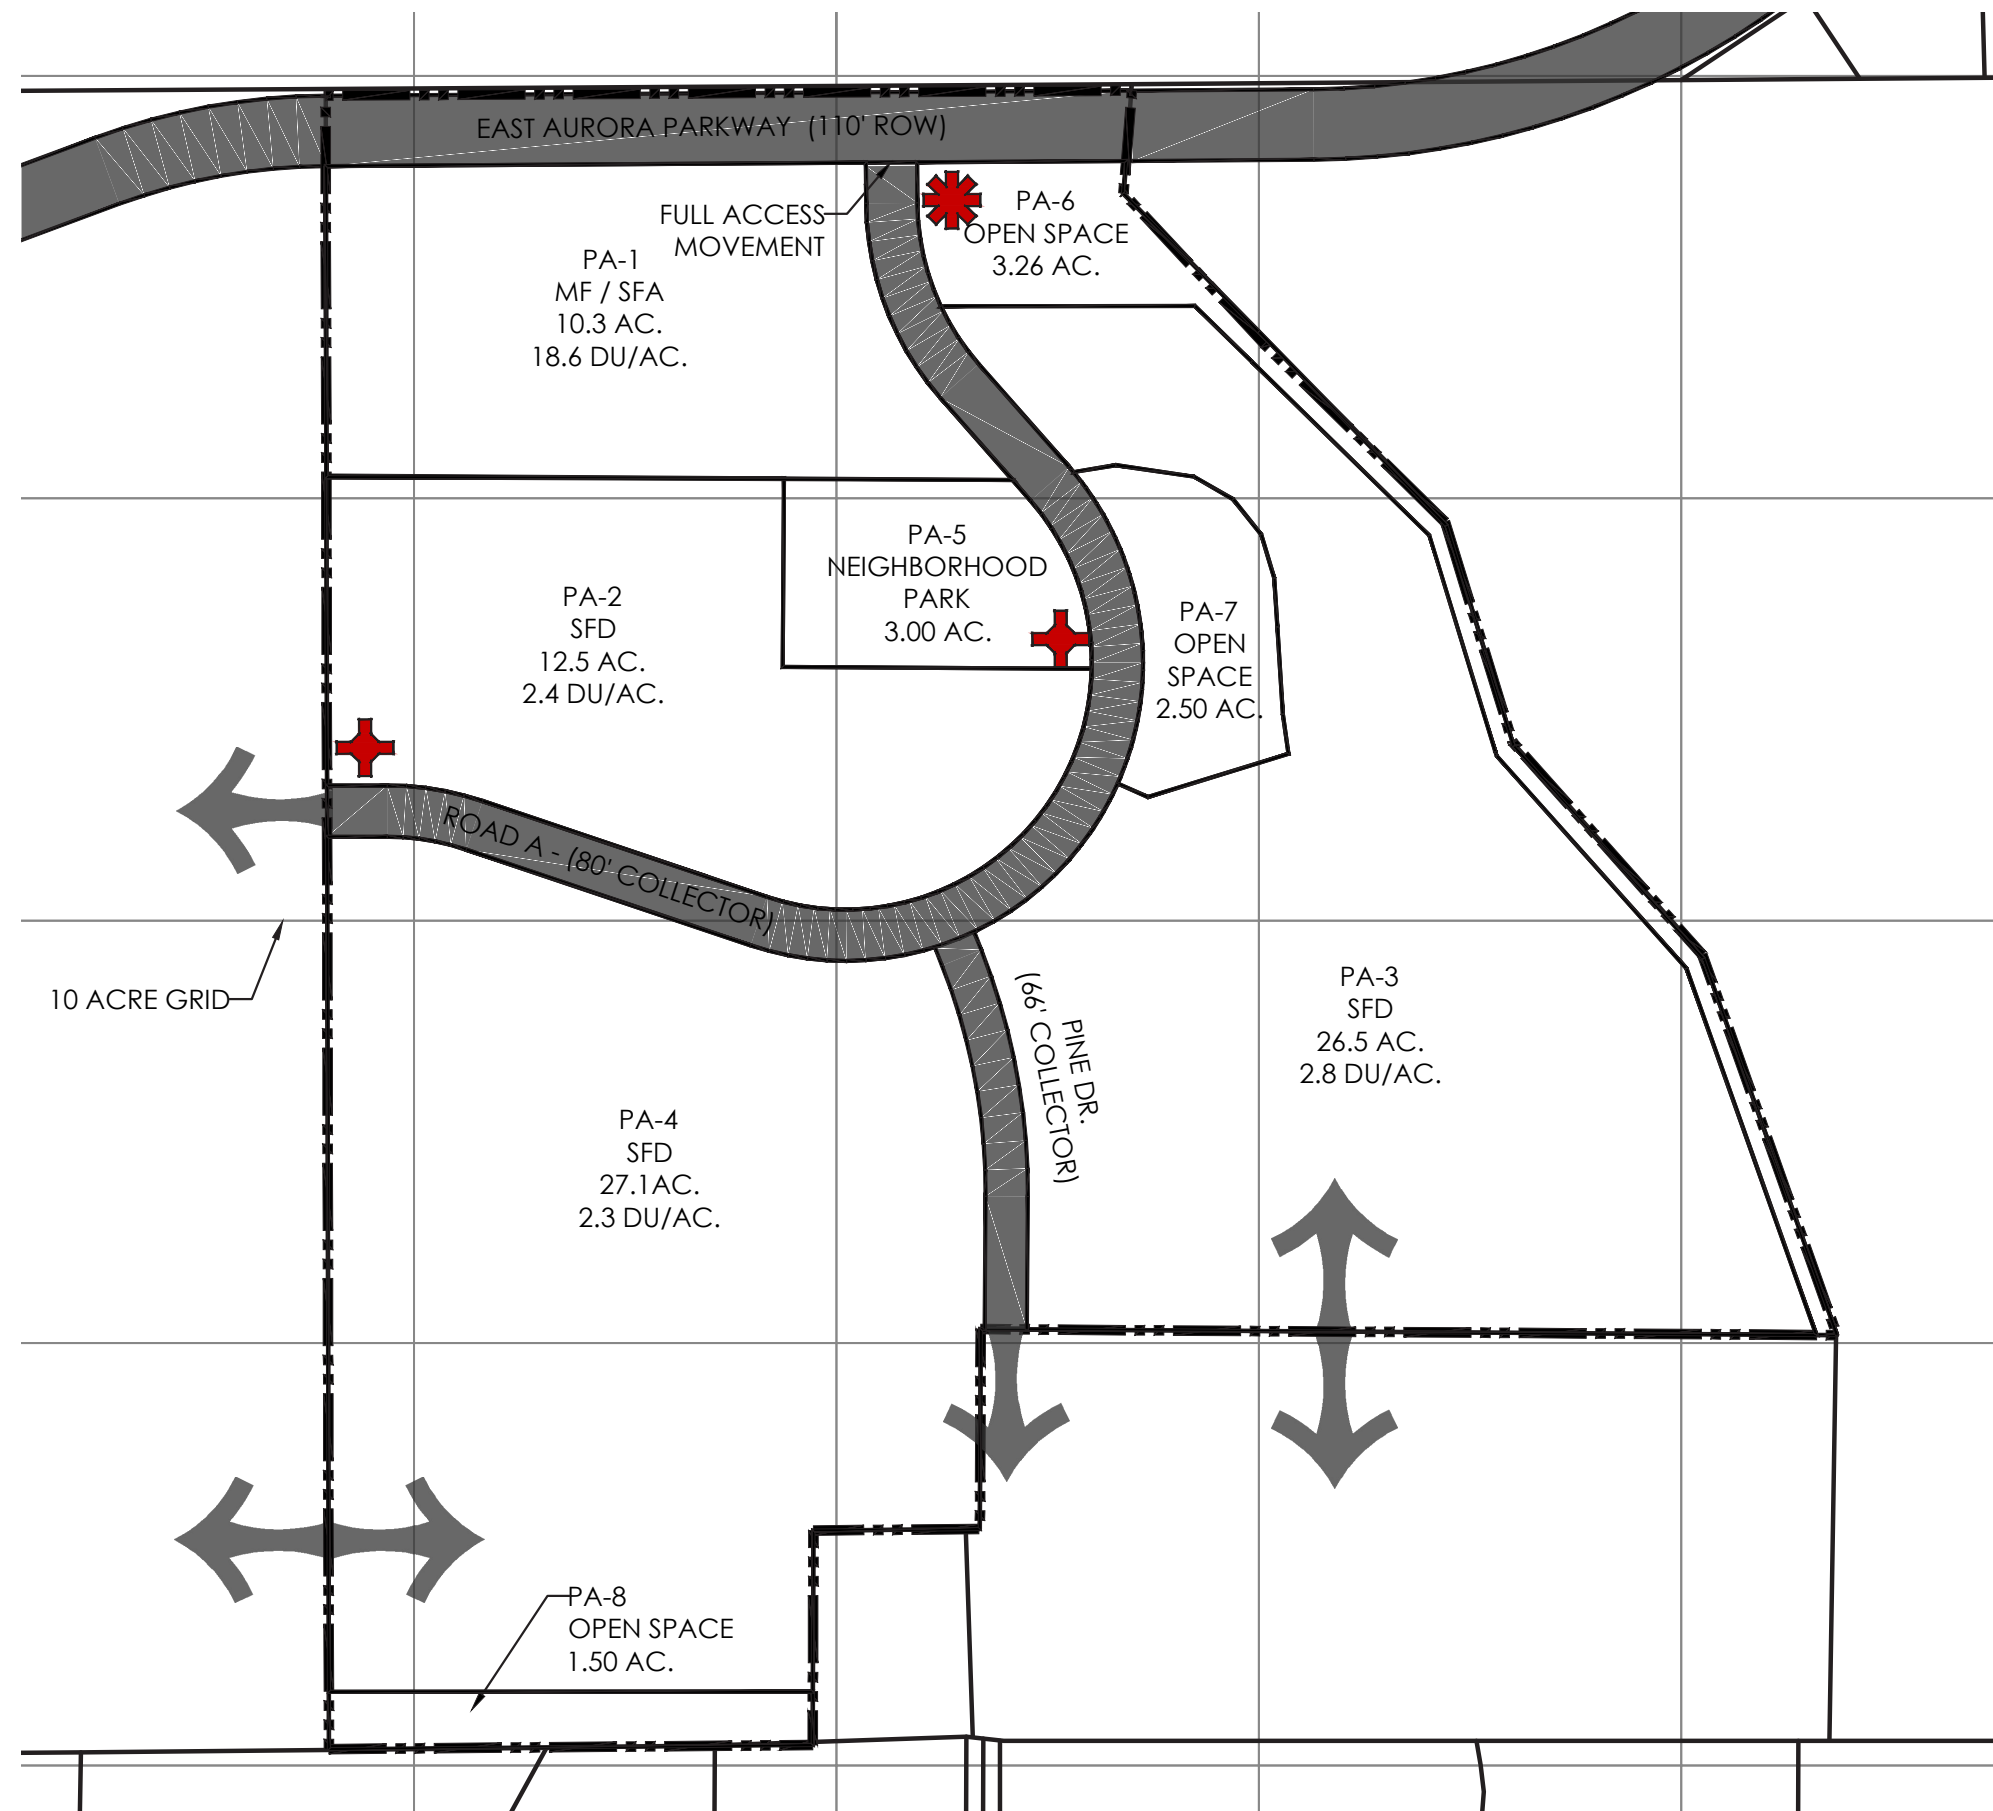 EAST AURORA PARKWAY (110' ROW)
FULL ACCESS
MOVEMENT
PA-6
OPEN SPACE
3.26 AC.
PA-1
MF / SFA
10.3 AC.
18.6 DU/AC.
PA-5
NEIGHBORHOOD
PARK
3.00 AC.
PA-2
SFD
12.5 AC.
2.4 DU/AC.
PA-7
OPEN
SPACE
2.50 AC.
ROAD A - (80' COLLECTOR)
10 ACRE GRID
PINE DR.
(66' COLLECTOR)
PA-3
SFD
26.5 AC.
2.8 DU/AC.
PA-4
SFD
27.1AC.
2.3 DU/AC.
PA-8
OPEN SPACE
1.50 AC.